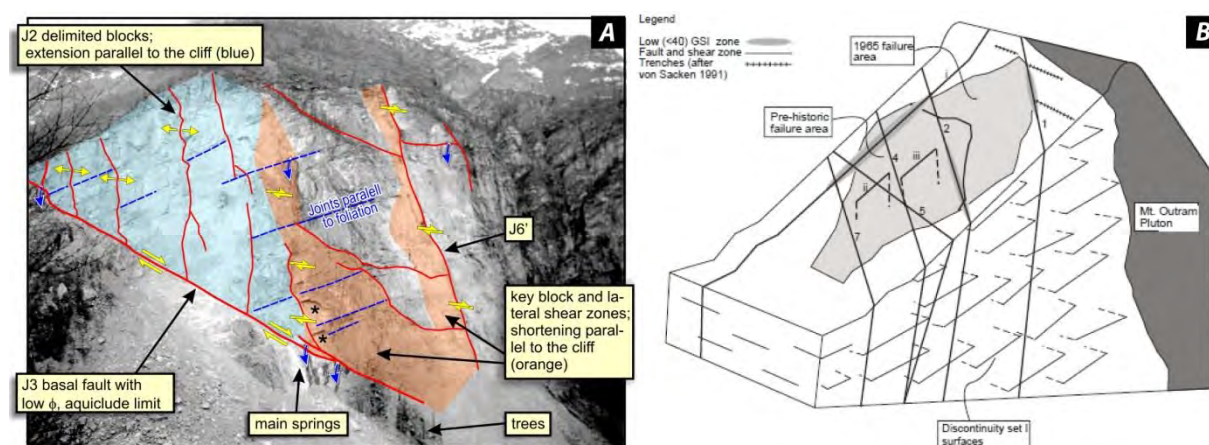 A
J2 delimited blocks;
extension parallel to the cliff (blue)
Joints paralell
to foliation
J6'
key block and la-
teral shear zones;
shortening paral-
lel to the cliff
(orange)
*
*
J3 basal fault with
low ϕ, aquiclude limit
main springs
trees
B
Legend
Low (<40) GSI zone
Fault and shear zone
Trenches (after
von Sacken 1991)
1965 failure
area
Pre-historic
failure area
i
2
1
4
iii
ii
5
7
Mt. Outram
Pluton
Discontinuity set I
surfaces